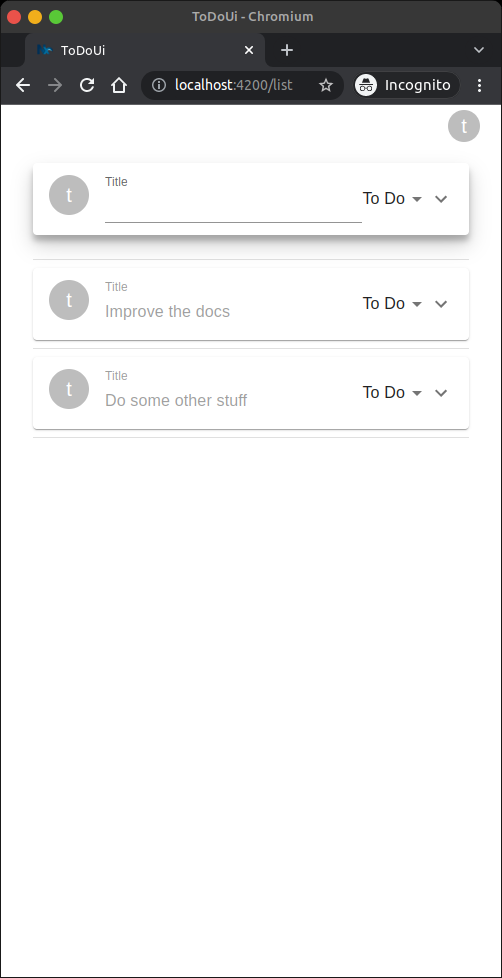 ToDoUi - Chromium
ToDoUi
localhost:4200/list
Incognito
t
Title
t
To Do
Title
t
Improve the docs
To Do
Title
t
Do some other stuff
To Do